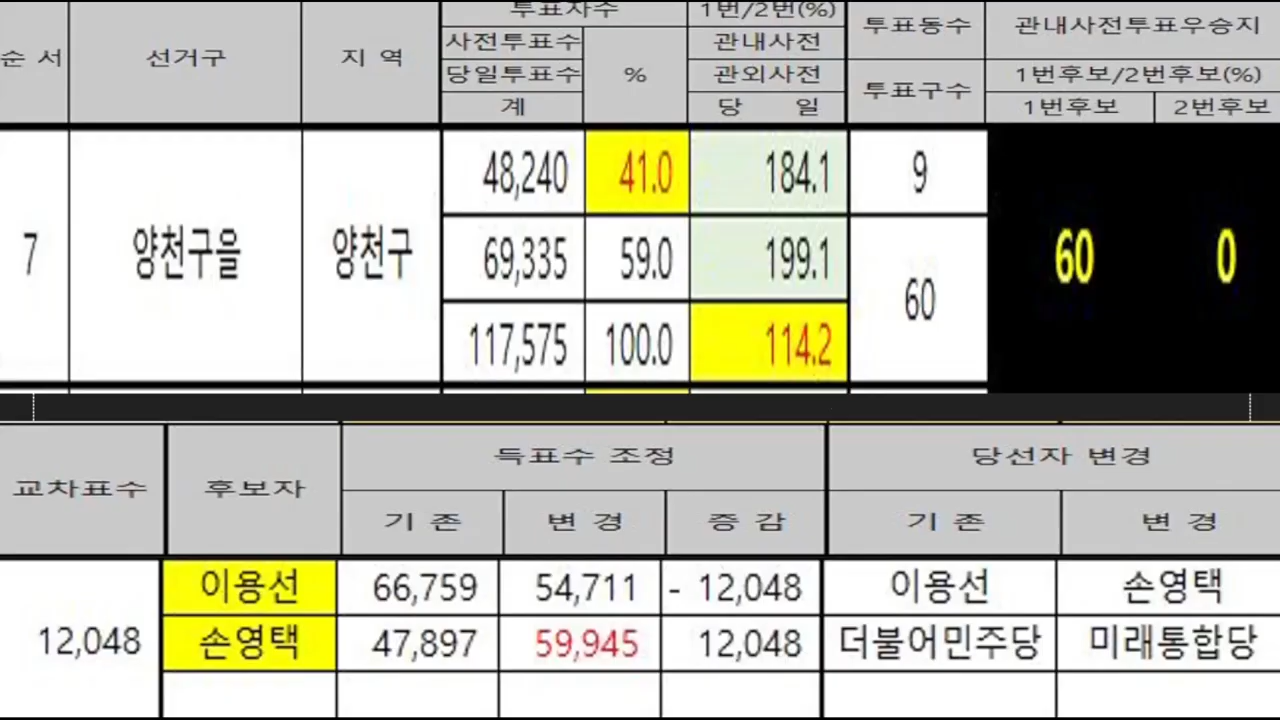 순 서 선거구 지 역 투표자수 1번/2번(%) 투표동수 관내사전투표우승지
사전투표수 % 관내사전
당일투표수 관외사전 투표구수 1번후보/2번후보(%)
계 당 일 1번후보 2번후보
7 양천구을 양천구 48,240 41.0 184.1 9 60 0
69,335 59.0 199.1 60
117,575 100.0 114.2
교차표수 후보자 득표수 조정 당선자 변경
기 존 변 경 증 감 기 존 변 경
12,048 이용선 66,759 54,711 - 12,048 이용선 손영택
손영택 47,897 59,945 12,048 더불어민주당 미래통합당